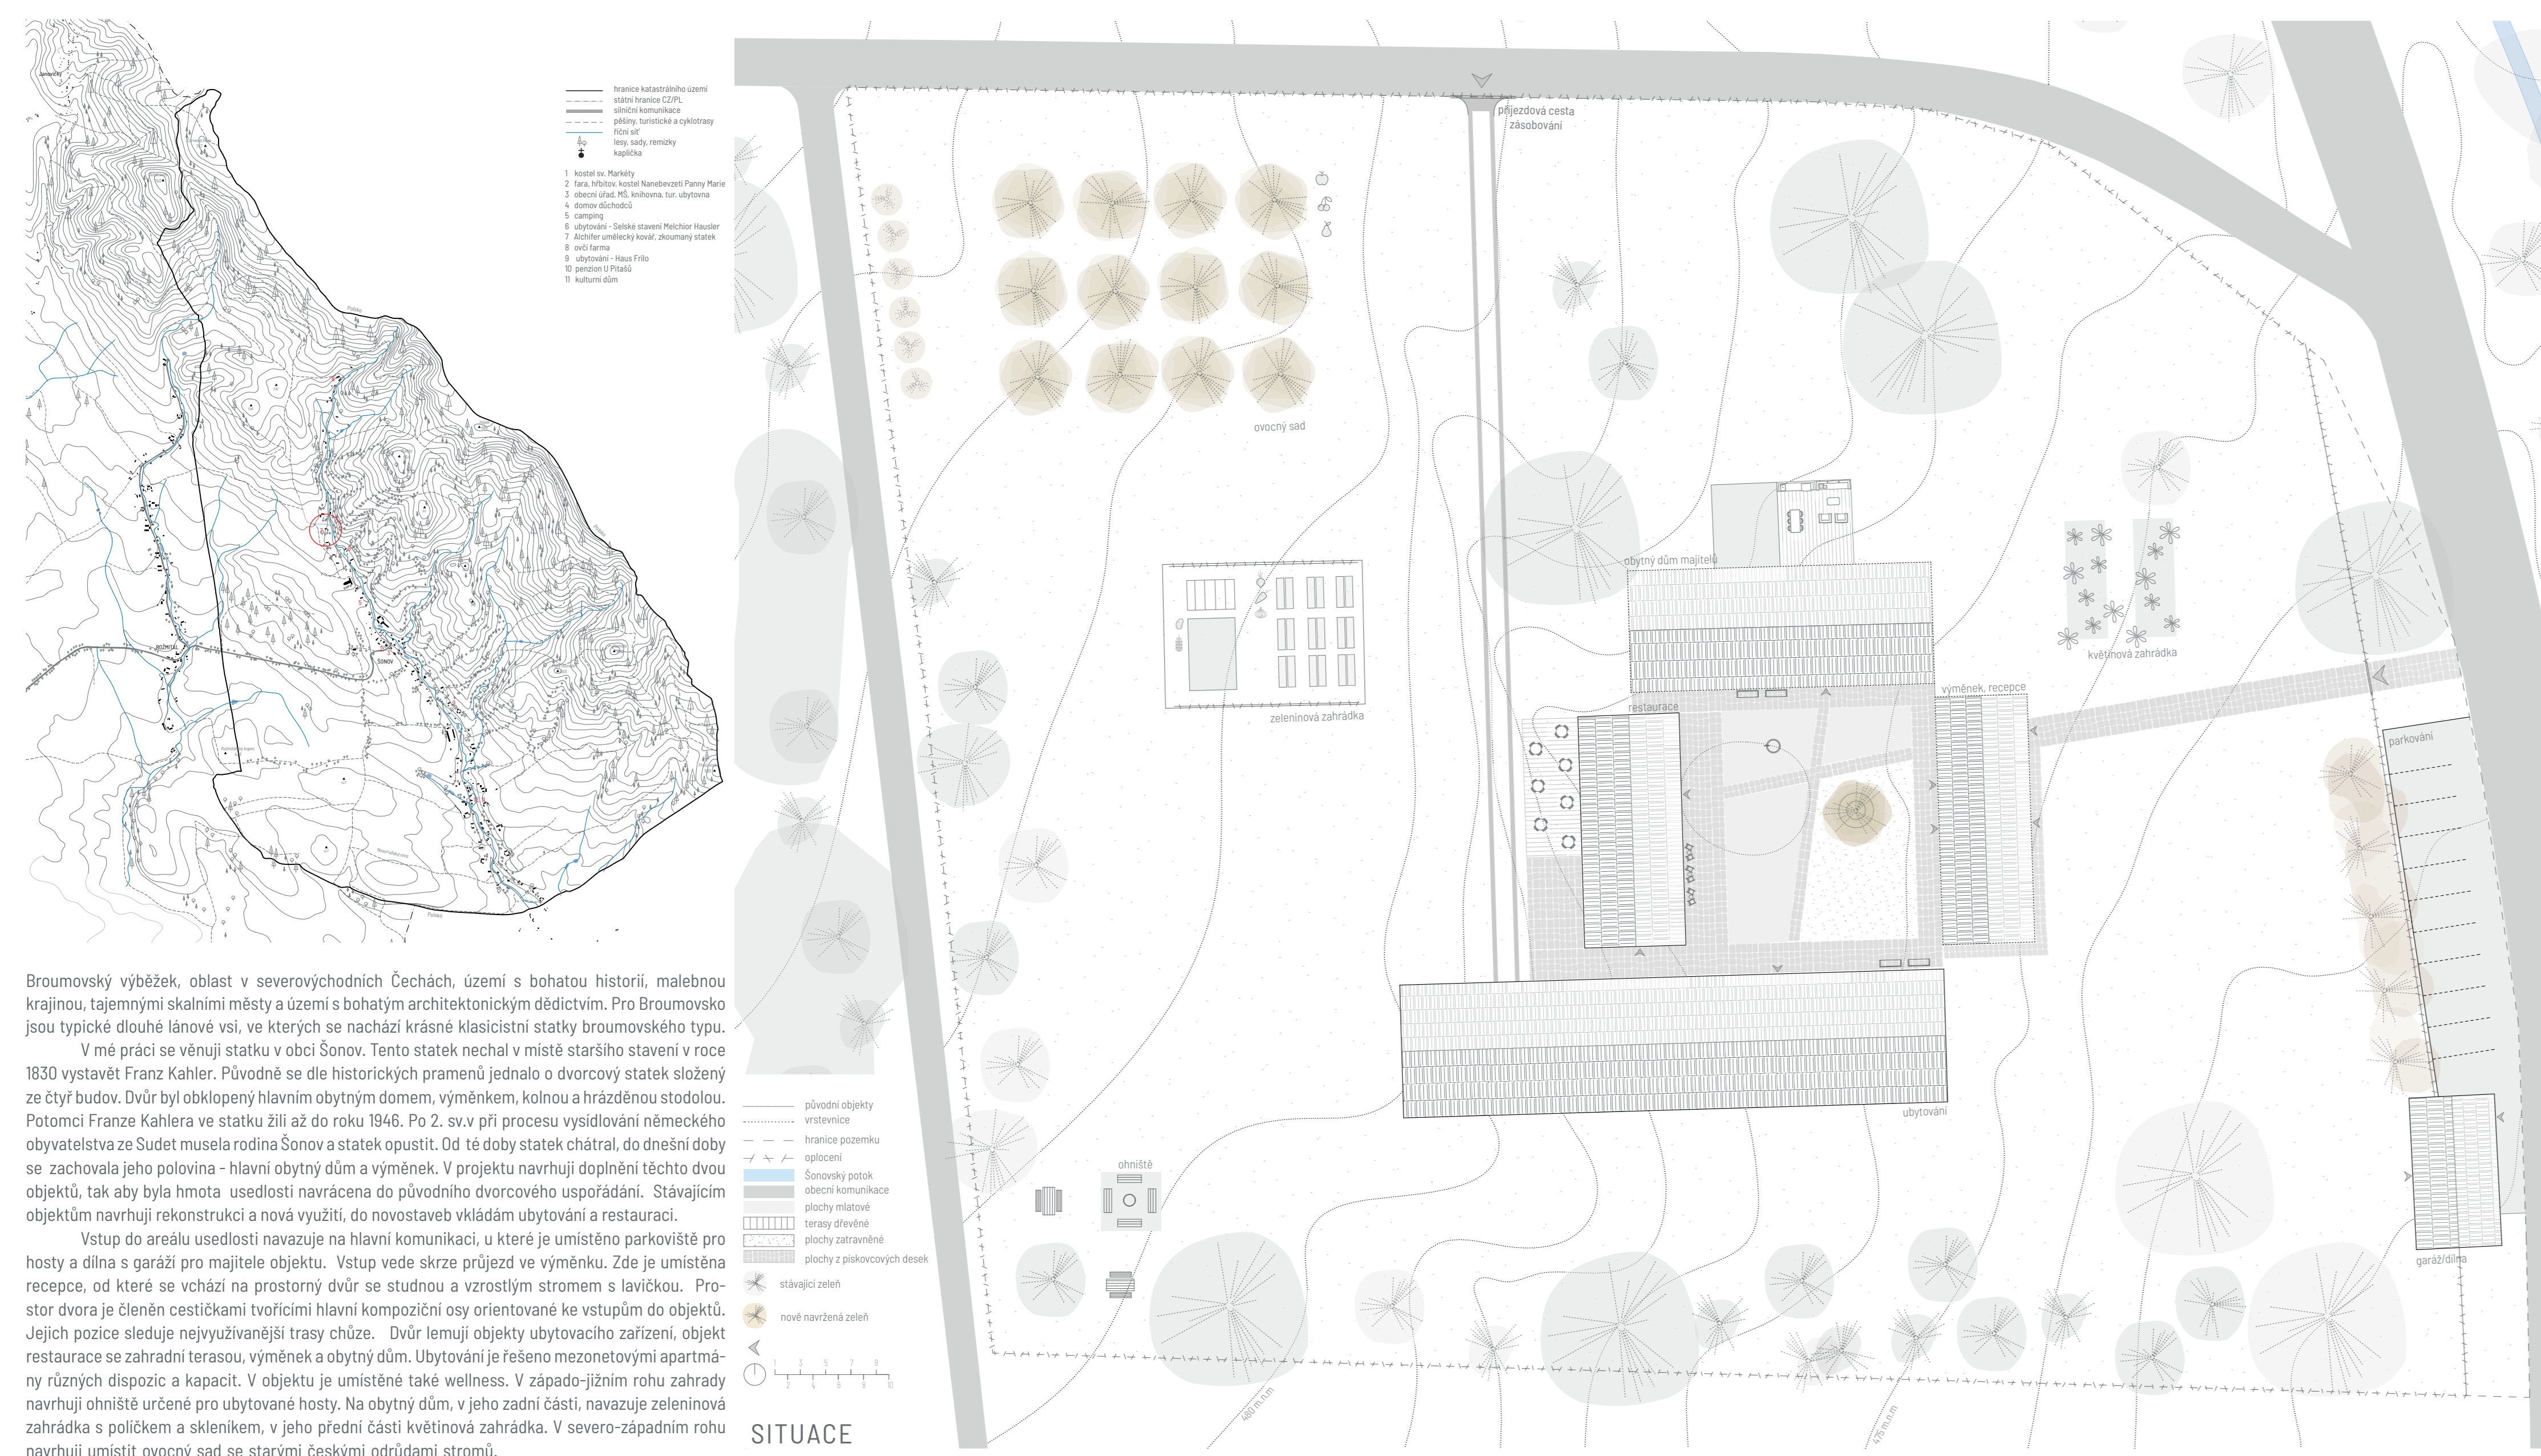 Janovičky
hranice katastrálního území
státní hranice CZ/PL
silniční komunikace
pěšiny, turistické a cyklotrasy
říční síť
lesy, sady, remízky
kaplička
1 kostel sv. Markéty
2 fara, hřbitov, kostel Nanebevzetí Panny Marie
3 obecní úřad, MŠ, knihovna, tur. ubytovna
4 domov důchodců
5 camping
6 ubytování - Selské stavení Melchior Hausler
7 Alchifer umělecký kovář, zkoumaný statek
8 ovčí farma
9 ubytování - Haus Frilo
10 penzion U Pitašů
11 kulturní dům
Polsko
Polsko
ROŽMITÁL
ŠONOV
Polsko
Broumovský výběžek, oblast v severovýchodních Čechách, území s bohatou historií, malebnou
krajinou, tajemnými skalními městy a území s bohatým architektonickým dědictvím. Pro Broumovsko
jsou typické dlouhé lánové vsi, ve kterých se nachází krásné klasicistní statky broumovského typu.
V mé práci se věnuji statku v obci Šonov. Tento statek nechal v místě staršího stavení v roce
1830 vystavět Franz Kahler. Původně se dle historických pramenů jednalo o dvorcový statek složený
ze čtyř budov. Dvůr byl obklopený hlavním obytným domem, výměnkem, kolnou a hrázděnou stodolou.
Potomci Franze Kahlera ve statku žili až do roku 1946. Po 2. sv.v při procesu vysídlování německého
obyvatelstva ze Sudet musela rodina Šonov a statek opustit. Od té doby statek chátral, do dnešní doby
se zachovala jeho polovina - hlavní obytný dům a výměnek. V projektu navrhuji doplnění těchto dvou
objektů, tak aby byla hmota usedlosti navrácena do původního dvorcového uspořádání. Stávajícím
objektům navrhuji rekonstrukci a nová využití, do novostaveb vkládám ubytování a restauraci.
Vstup do areálu usedlosti navazuje na hlavní komunikaci, u které je umístěno parkoviště pro
hosty a dílna s garáží pro majitele objektu. Vstup vede skrze průjezd ve výměnku. Zde je umístěna
recepce, od které se vchází na prostorný dvůr se studnou a vzrostlým stromem s lavičkou. Pro-
stor dvora je členěn cestičkami tvořícími hlavní kompoziční osy orientované ke vstupům do objektů.
Jejich pozice sleduje nejvyužívanější trasy chůze. Dvůr lemují objekty ubytovacího zařízení, objekt
restaurace se zahradní terasou, výměnek a obytný dům. Ubytování je řešeno mezonetovými apartmá-
ny různých dispozic a kapacit. V objektu je umístěné také wellness. V západo-jižním rohu zahrady
navrhuji ohniště určené pro ubytované hosty. Na obytný dům, v jeho zadní části, navazuje zeleninová
zahrádka s políčkem a skleníkem, v jeho přední části květinová zahrádka. V severo-západním rohu
navrhuji umístit ovocný sad se starými českými odrůdami stromů.
příjezdová cesta
zásobování
ovocný sad
obytný dům majitelů
zeleninová zahrádka
květinová zahrádka
výměnek, recepce
restaurace
parkování
ubytování
ohniště
garáž/dílna
480 m.n.m
475 m.n.m
původní objekty
vrstevnice
hranice pozemku
oplocení
Šonovský potok
obecní komunikace
plochy mlatové
terasy dřevěné
plochy zatravněné
plochy z pískovcových desek
stávající zeleň
nově navržená zeleň
1 3 5 7 9
2 4 6 8 10
SITUACE